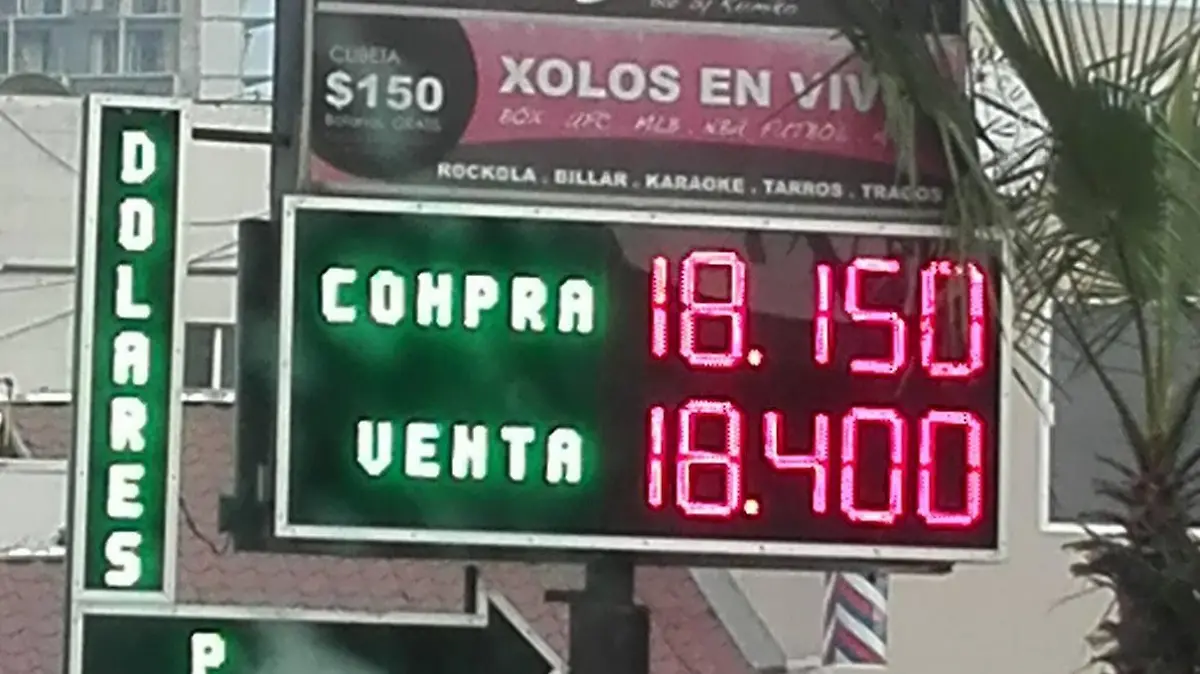 CUBETA
$150
XOLOS EN VIV
BOX UFC MLB. NBA FUTBOL
ROCKOLA . BILLAR . KARAOKE . TARROS . TRAGOS
DOLARES
COMPRA 18.150
VENTA 18.400
P